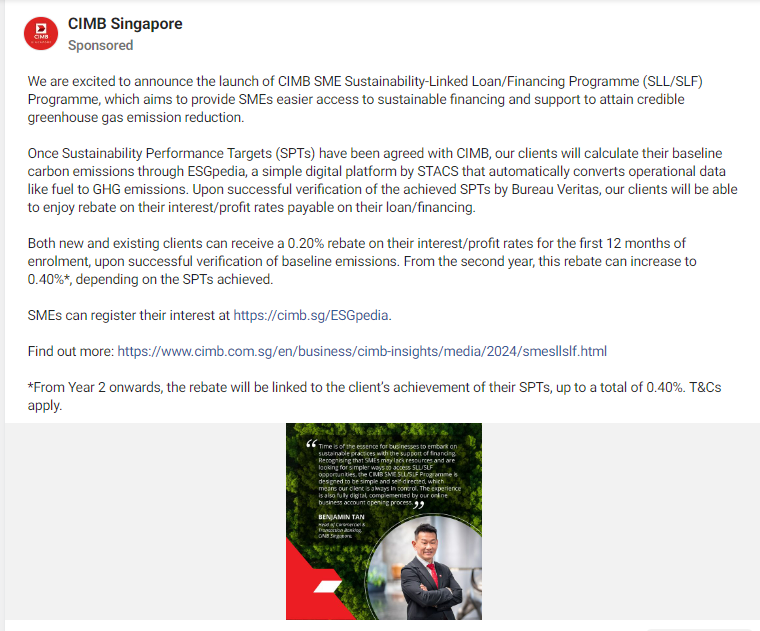 CIMB Singapore
CIMB
Sponsored
We are excited to announce the launch of CIMB SME Sustainability-Linked Loan/Financing Programme (SLL/SLF)
Programme, which aims to provide SMEs easier access to sustainable financing and support to attain credible
greenhouse gas emission reduction.
Once Sustainability Performance Targets (SPTs) have been agreed with CIMB, our clients will calculate their baseline
carbon emissions through ESGpedia, a simple digital platform by STACS that automatically converts operational data
like fuel to GHG emissions. Upon successful verification of the achieved SPTs by Bureau Veritas, our clients will be able
to enjoy rebate on their interest/profit rates payable on their loan/financing.
Both new and existing clients can receive a 0.20% rebate on their interest/profit rates for the first 12 months of
enrolment, upon successful verification of baseline emissions. From the second year, this rebate can increase to
0.40%*, depending on the SPTs achieved.
SMEs can register their interest at https://cimb.sg/ESGpedia.
Find out more: https://www.cimb.com.sg/en/business/cimb-insights/media/2024/smesllslf.html
*From Year 2 onwards, the rebate will be linked to the client's achievement of their SPTs, up to a total of 0.40%. T&Cs
apply.
“Time is of the essence for businesses to embark on
sustainable practices with the support of financing.
Recognising that SMEs may lack resources and are
looking for simpler ways to access SLL/SLF
opportunities, the CIMB SME SLL/SLF Programme is
designed to be simple and self-directed, which
means our client is always in control. The experience
is also fully digital, complemented by our online
business account opening process.”
BENJAMIN TAN
Head of Commercial &
Transaction Banking,
CIMB Singapore